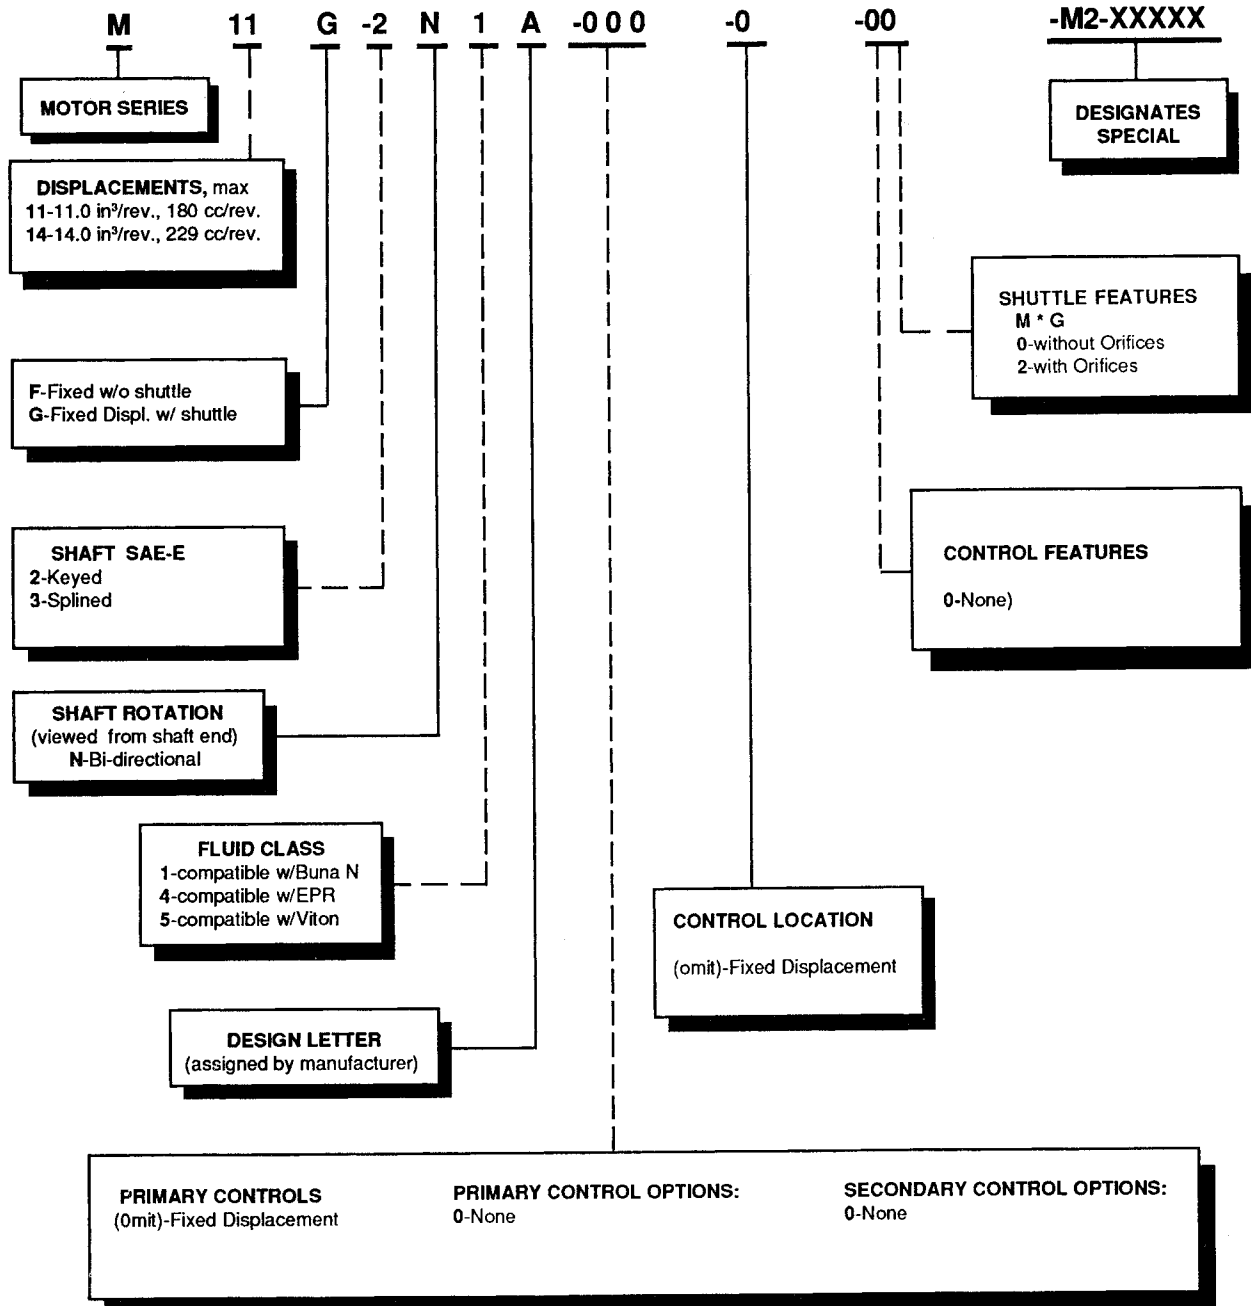 M 11 G -2 N 1 A -0 0 0 -0 -00 -M2-XXXXX
MOTOR SERIES
DESIGNATES
SPECIAL
DISPLACEMENTS, max
11-11.0 in³/rev., 180 cc/rev.
14-14.0 in³/rev., 229 cc/rev.
SHUTTLE FEATURES
M * G
0-without Orifices
2-with Orifices
F-Fixed w/o shuttle
G-Fixed Displ. w/ shuttle
SHAFT SAE-E
2-Keyed
3-Splined
CONTROL FEATURES
0-None)
SHAFT ROTATION
(viewed from shaft end)
N-Bi-directional
FLUID CLASS
1-compatible w/Buna N
4-compatible w/EPR
5-compatible w/Viton
CONTROL LOCATION
(omit)-Fixed Displacement
DESIGN LETTER
(assigned by manufacturer)
PRIMARY CONTROLS
(0mit)-Fixed Displacement
PRIMARY CONTROL OPTIONS:
0-None
SECONDARY CONTROL OPTIONS:
0-None